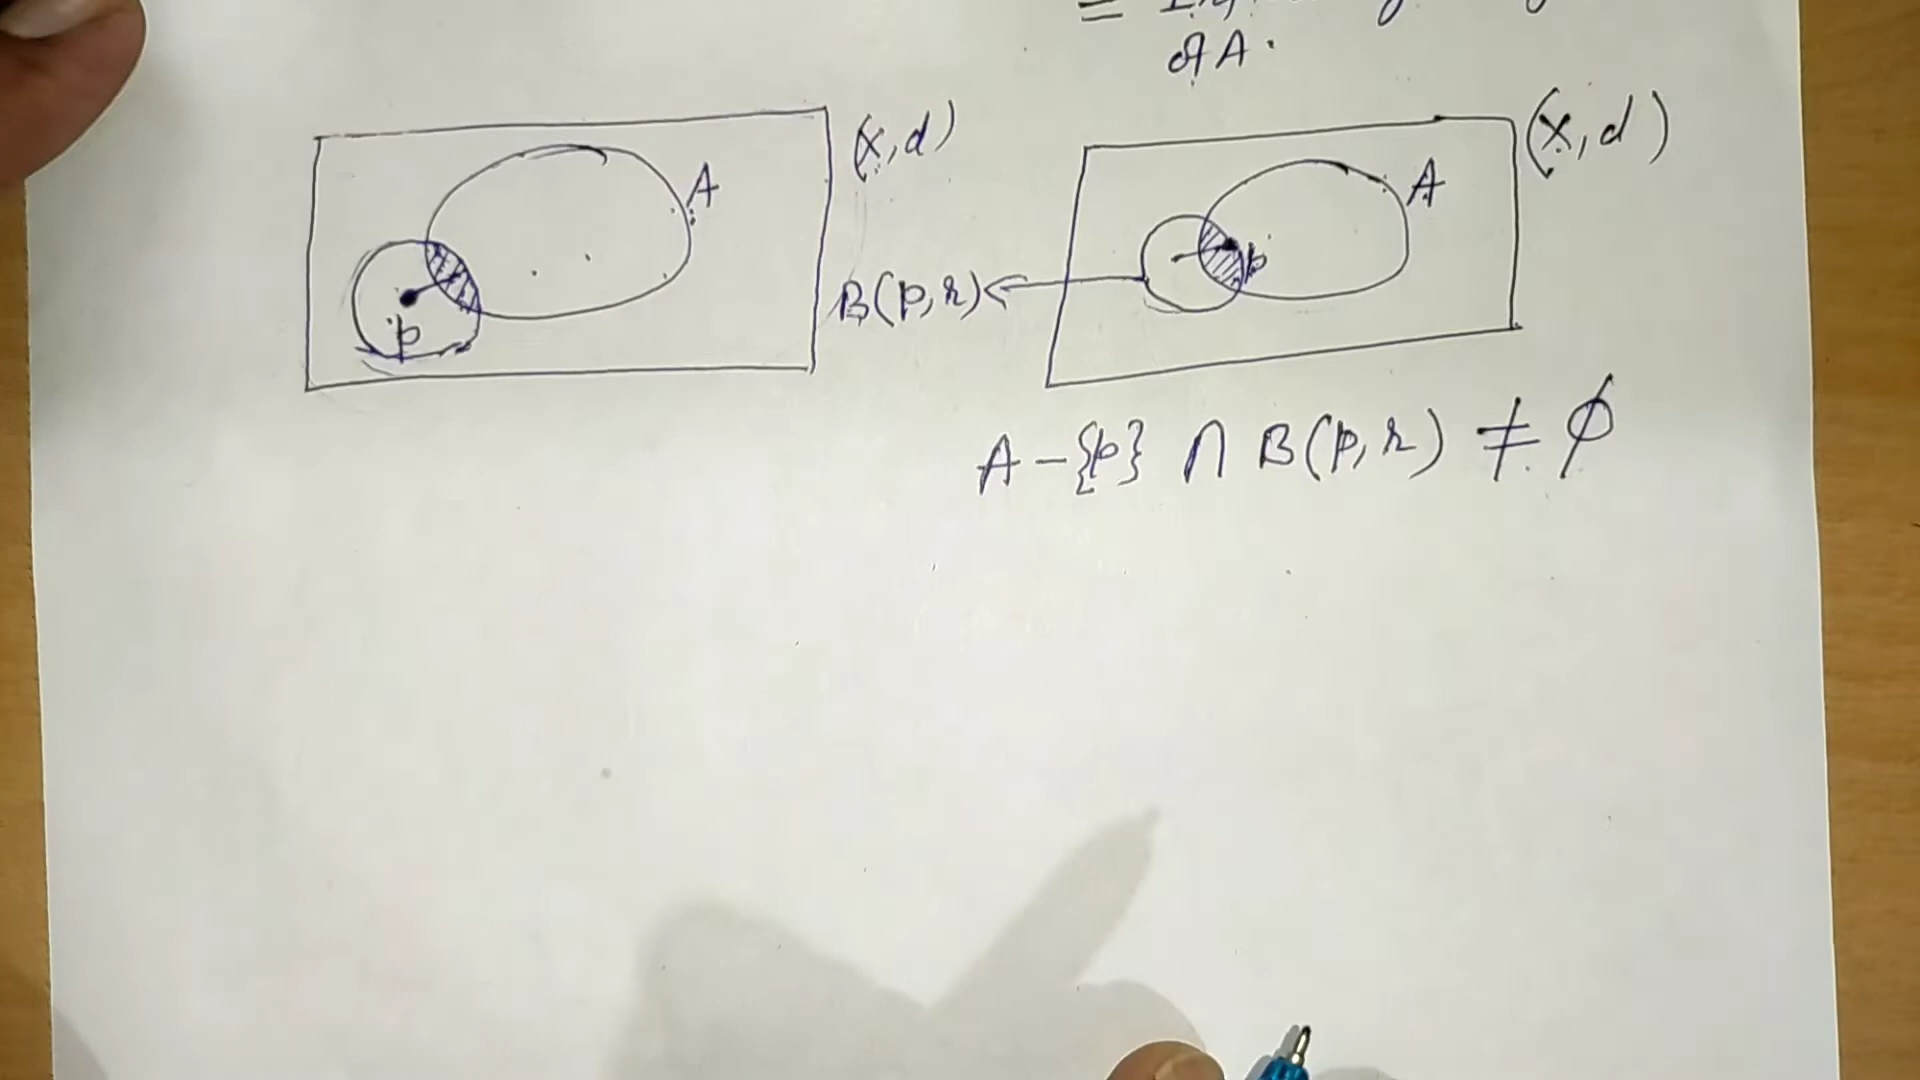 =
of A.
(X, d)
A
p
(X, d)
A
p
B(p, r)
A - {p} ∩ B(p, r) ≠ ϕ